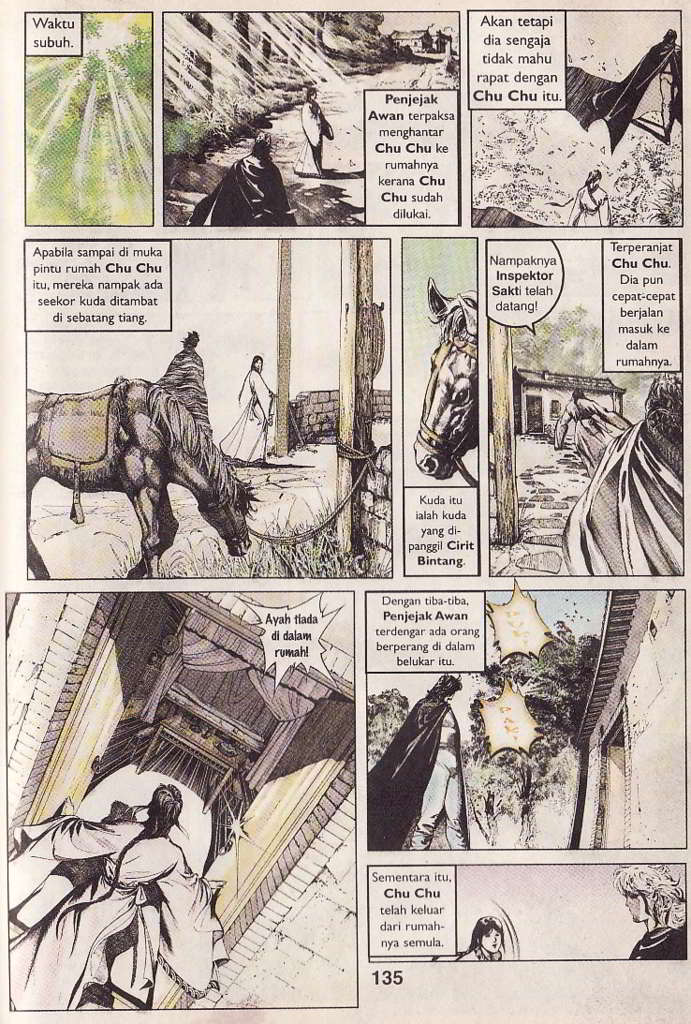 Waktu
subuh.
Penjejak
Awan terpaksa
menghantar
Chu Chu ke
rumahnya
kerana Chu
Chu sudah
dilukai.
Akan tetapi
dia sengaja
tidak mahu
rapat dengan
Chu Chu itu.
Apabila sampai di muka
pintu rumah Chu Chu
itu, mereka nampak ada
seekor kuda ditambat
di sebatang tiang.
Kuda itu
ialah kuda
yang di-
panggil Cirit
Bintang.
Nampaknya
Inspektor
Sakti telah
datang!
Terperanjat
Chu Chu.
Dia pun
cepat-cepat
berjalan
masuk ke
dalam
rumahnya.
Ayah tiada
di dalam
rumah!
Dengan tiba-tiba,
Penjejak Awan
terdengar ada orang
berperang di dalam
belukar itu.
Sementara itu,
Chu Chu
telah keluar
dari rumah-
nya semula.
135